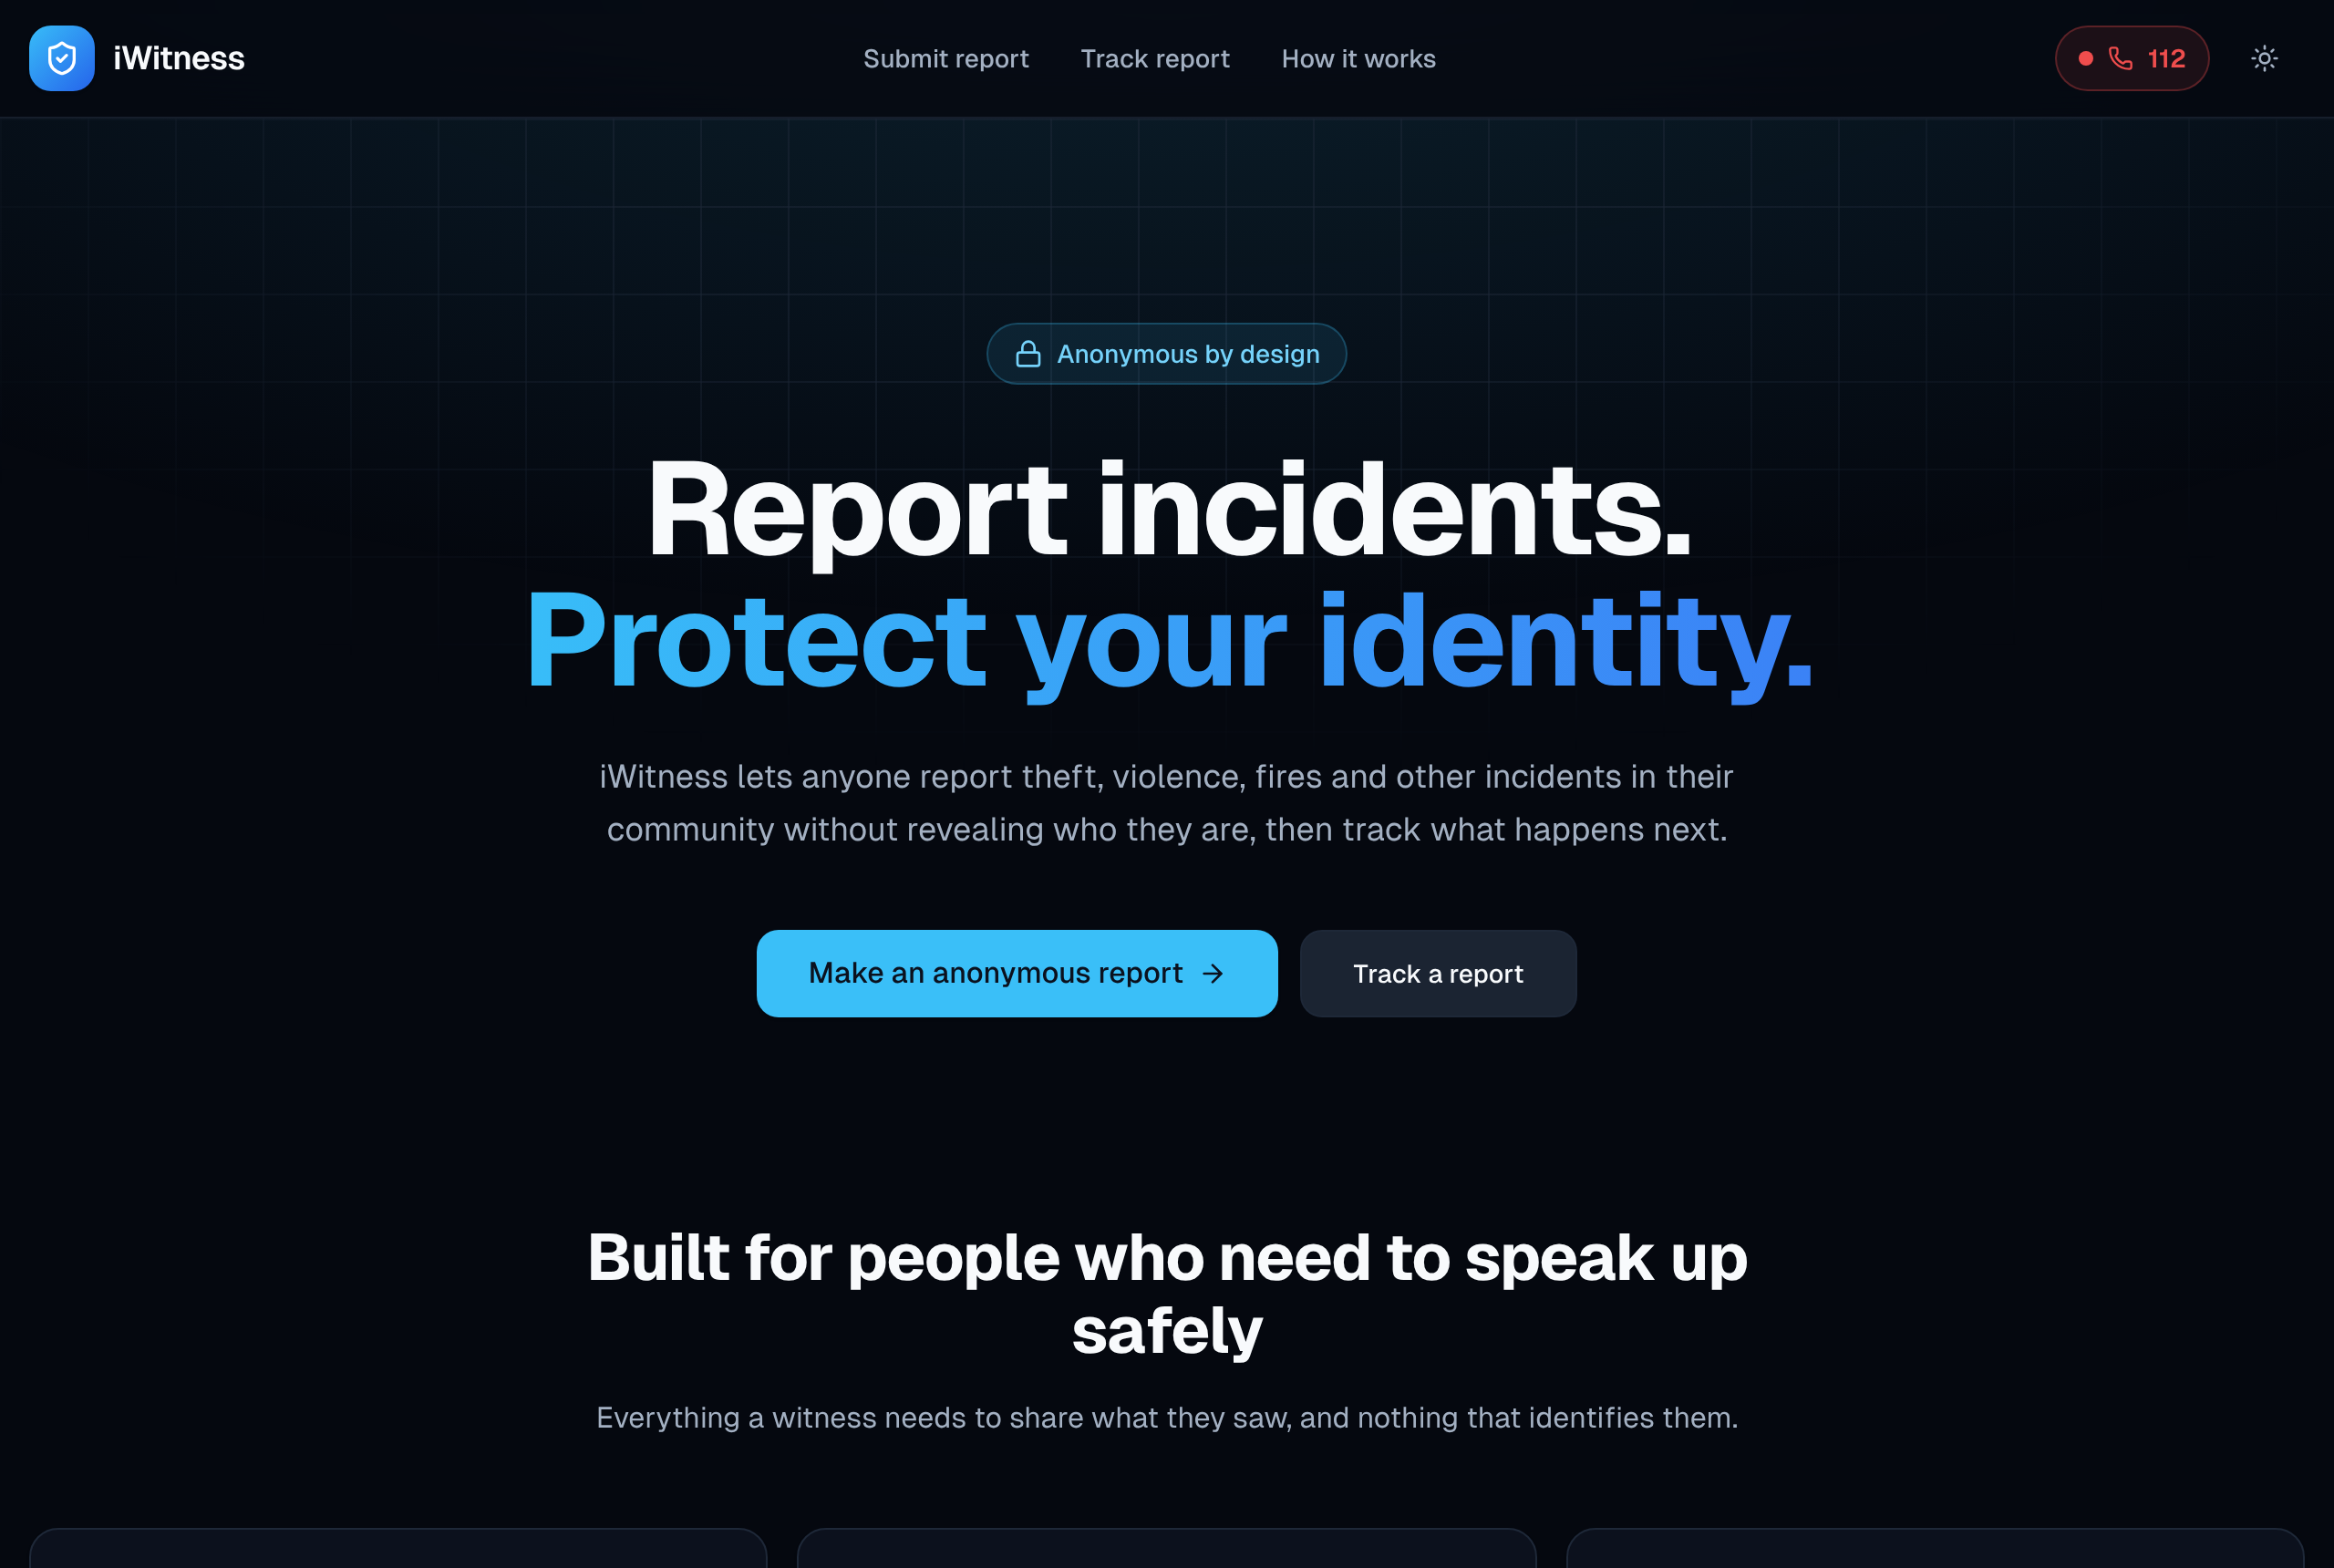 iWitness
Submit report
Track report
How it works
112
Anonymous by design
Report incidents.
Protect your identity.
iWitness lets anyone report theft, violence, fires and other incidents in their
community without revealing who they are, then track what happens next.
Make an anonymous report
Track a report
Built for people who need to speak up
safely
Everything a witness needs to share what they saw, and nothing that identifies them.